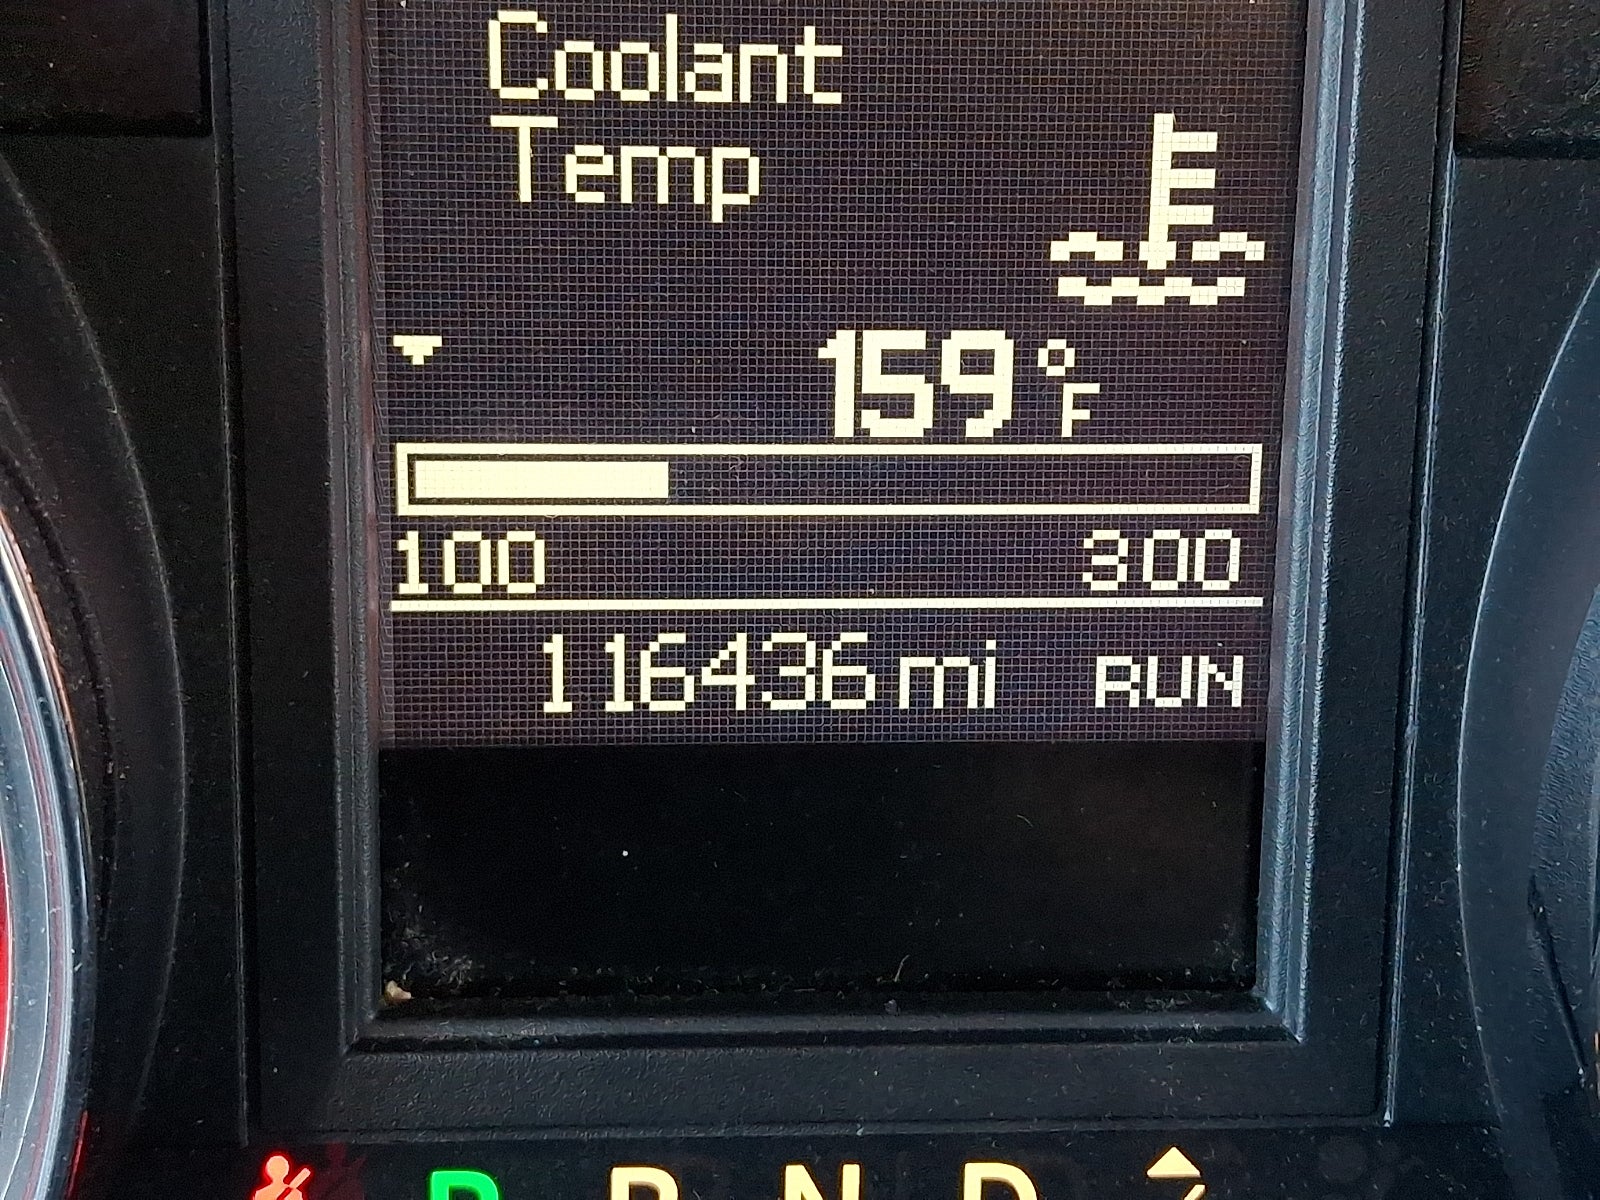 Coolant
Temp
159 °F
100 300
116436 mi RUN
P R N D